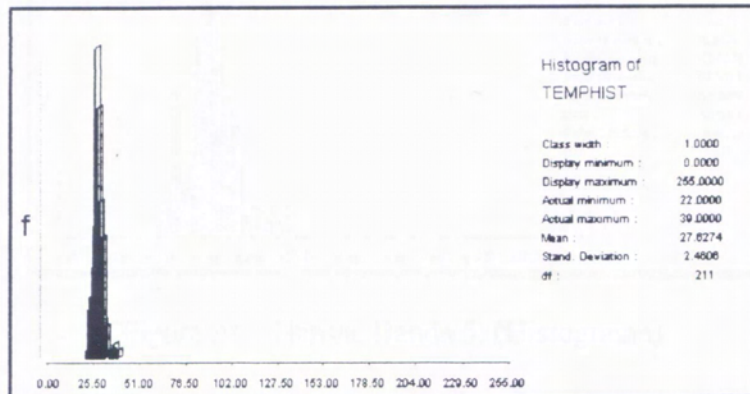 Histogram of
TEMPHIST
Class width : 1.0000
Display minimum : 0.0000
Display maximum : 255.0000
Actual minimum : 22.0000
Actual maximum : 39.0000
Mean : 27.6274
Stand. Deviation : 2.4606
df : 211
f
0.00 25.50 51.00 76.50 102.00 127.50 153.00 178.50 204.00 229.50 255.00